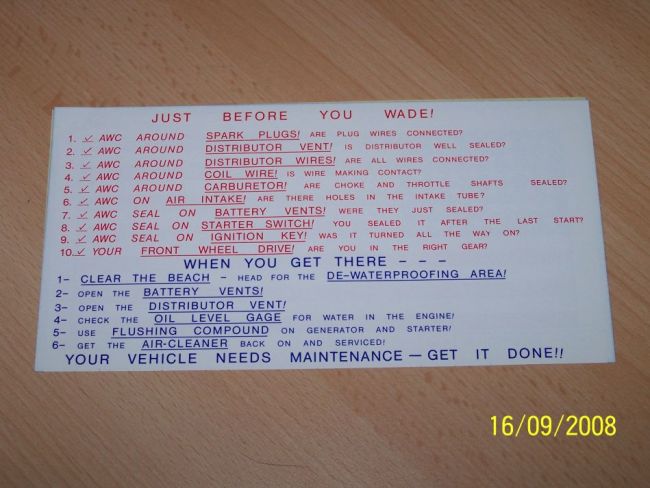 JUST BEFORE YOU WADE!
1. ✓ AWC AROUND SPARK PLUGS! ARE PLUG WIRES CONNECTED?
2. ✓ AWC AROUND DISTRIBUTOR VENT! IS DISTRIBUTOR WELL SEALED?
3. ✓ AWC AROUND DISTRIBUTOR WIRES! ARE ALL WIRES CONNECTED?
4. ✓ AWC AROUND COIL WIRE! IS WIRE MAKING CONTACT?
5. ✓ AWC AROUND CARBURETOR! ARE CHOKE AND THROTTLE SHAFTS SEALED?
6. ✓ AWC ON AIR INTAKE! ARE THERE HOLES IN THE INTAKE TUBE?
7. ✓ AWC SEAL ON BATTERY VENTS! WERE THEY JUST SEALED?
8. ✓ AWC SEAL ON STARTER SWITCH! YOU SEALED IT AFTER THE LAST START?
9. ✓ AWC SEAL ON IGNITION KEY! WAS IT TURNED ALL THE WAY ON?
10. ✓ YOUR FRONT WHEEL DRIVE! ARE YOU IN THE RIGHT GEAR?
WHEN YOU GET THERE - - -
1- CLEAR THE BEACH - HEAD FOR THE DE-WATERPROOFING AREA!
2- OPEN THE BATTERY VENTS!
3- OPEN THE DISTRIBUTOR VENT!
4- CHECK THE OIL LEVEL GAGE FOR WATER IN THE ENGINE!
5- USE FLUSHING COMPOUND ON GENERATOR AND STARTER!
6- GET THE AIR-CLEANER BACK ON AND SERVICED!
YOUR VEHICLE NEEDS MAINTENANCE — GET IT DONE!!
16/09/2008